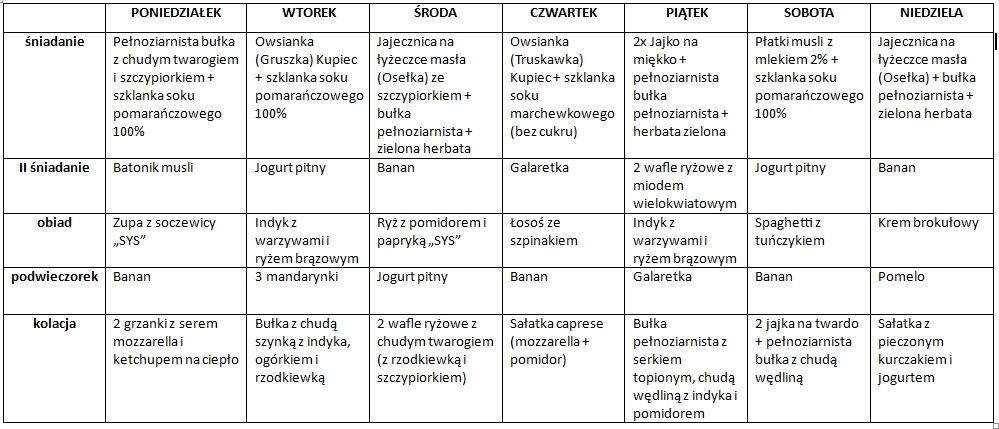 PONIEDZIAŁEK WTOREK ŚRODA CZWARTEK PIĄTEK SOBOTA NIEDZIELA
śniadanie
Pełnoziarnista bułka
z chudym twarogiem
i szczypiorkiem +
szklanka soku
pomarańczowego
100%
Owsianka
(Gruszka) Kupiec
+ szklanka soku
pomarańczowego
100%
Jajecznica na
łyżeczce masła
(Osełka) ze
szczypiorkiem +
bułka
pełnoziarnista +
zielona herbata
Owsianka
(Truskawka)
Kupiec + szklanka
soku
marchewkowego
(bez cukru)
2x Jajko na
miękko +
pełnoziarnista
bułka
pełnoziarnista +
herbata zielona
Płatki musli z
mlekiem 2% +
szklanka soku
pomarańczowego
100%
Jajecznica na
łyżeczce masła
(Osełka) + bułka
pełnoziarnista +
zielona herbata
II śniadanie
Batonik musli
Jogurt pitny
Banan
Galaretka
2 wafle ryżowe z
miodem
wielokwiatowym
Jogurt pitny
Banan
obiad
Zupa z soczewicy
„SYS”
Indyk z
warzywami i
ryżem brązowym
Ryż z pomidorem i
papryką „SYS”
Łosoś ze
szpinakiem
Indyk z
warzywami i
ryżem brązowym
Spaghetti z
tuńczykiem
Krem brokułowy
podwieczorek
Banan
3 mandarynki
Jogurt pitny
Banan
Galaretka
Banan
Pomelo
kolacja
2 grzanki z serem
mozzarella i
ketchupem na ciepło
Bułka z chudą
szynką z indyka,
ogórkiem i
rzodkiewką
2 wafle ryżowe z
chudym twarogiem
(z rzodkiewką i
szczypiorkiem)
Sałatka caprese
(mozzarella +
pomidor)
Bułka
pełnoziarnista z
serkiem
topionym, chudą
wędliną z indyka i
pomidorem
2 jajka na twardo
+ pełnoziarnista
bułka z chudą
wędliną
Sałatka z
pieczonym
kurczakiem i
jogurtem